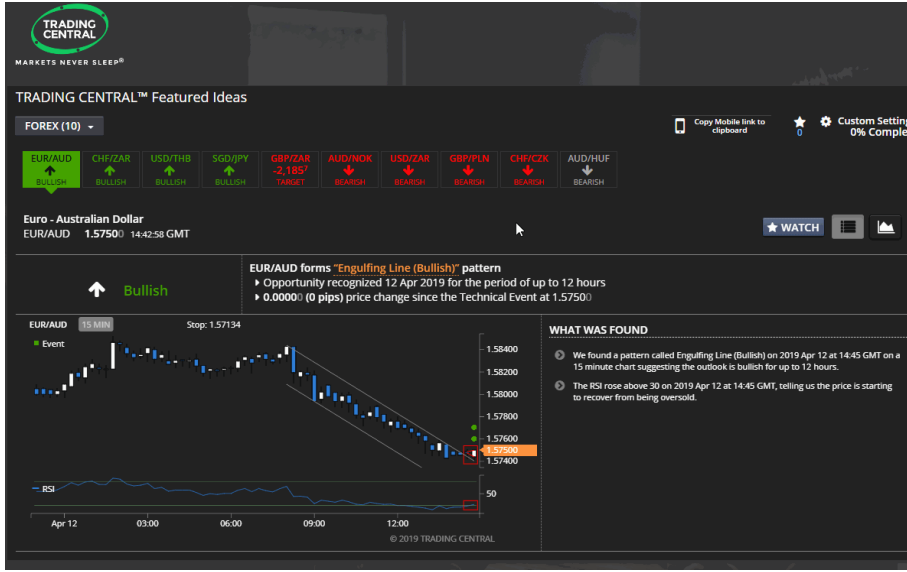 TRADING
CENTRAL
MARKETS NEVER SLEEP®
TRADING CENTRAL™ Featured Ideas
FOREX (10)
Copy Mobile link to
clipboard
0
Custom Setting
0% Comple
EUR/AUD CHF/ZAR USD/THB SGD/JPY GBP/ZAR AUD/NOK USD/ZAR GBP/PLN CHF/CZK AUD/HUF
-2,185⁷
BULLISH BULLISH BULLISH BULLISH TARGET BEARISH BEARISH BEARISH BEARISH BEARISH
Euro - Australian Dollar
EUR/AUD 1.57500 14:42:58 GMT
WATCH
Bullish
EUR/AUD forms "Engulfing Line (Bullish)" pattern
Opportunity recognized 12 Apr 2019 for the period of up to 12 hours
0.00000 (0 pips) price change since the Technical Event at 1.57500
EUR/AUD 15 MIN Stop: 1.57134
Event
1.58400
1.58200
1.58000
1.57800
1.57600
1.57500
1.57400
RSI
50
Apr 12 03:00 06:00 09:00 12:00
© 2019 TRADING CENTRAL
WHAT WAS FOUND
We found a pattern called Engulfing Line (Bullish) on 2019 Apr 12 at 14:45 GMT on a
15 minute chart suggesting the outlook is bullish for up to 12 hours.
The RSI rose above 30 on 2019 Apr 12 at 14:45 GMT, telling us the price is starting
to recover from being oversold.